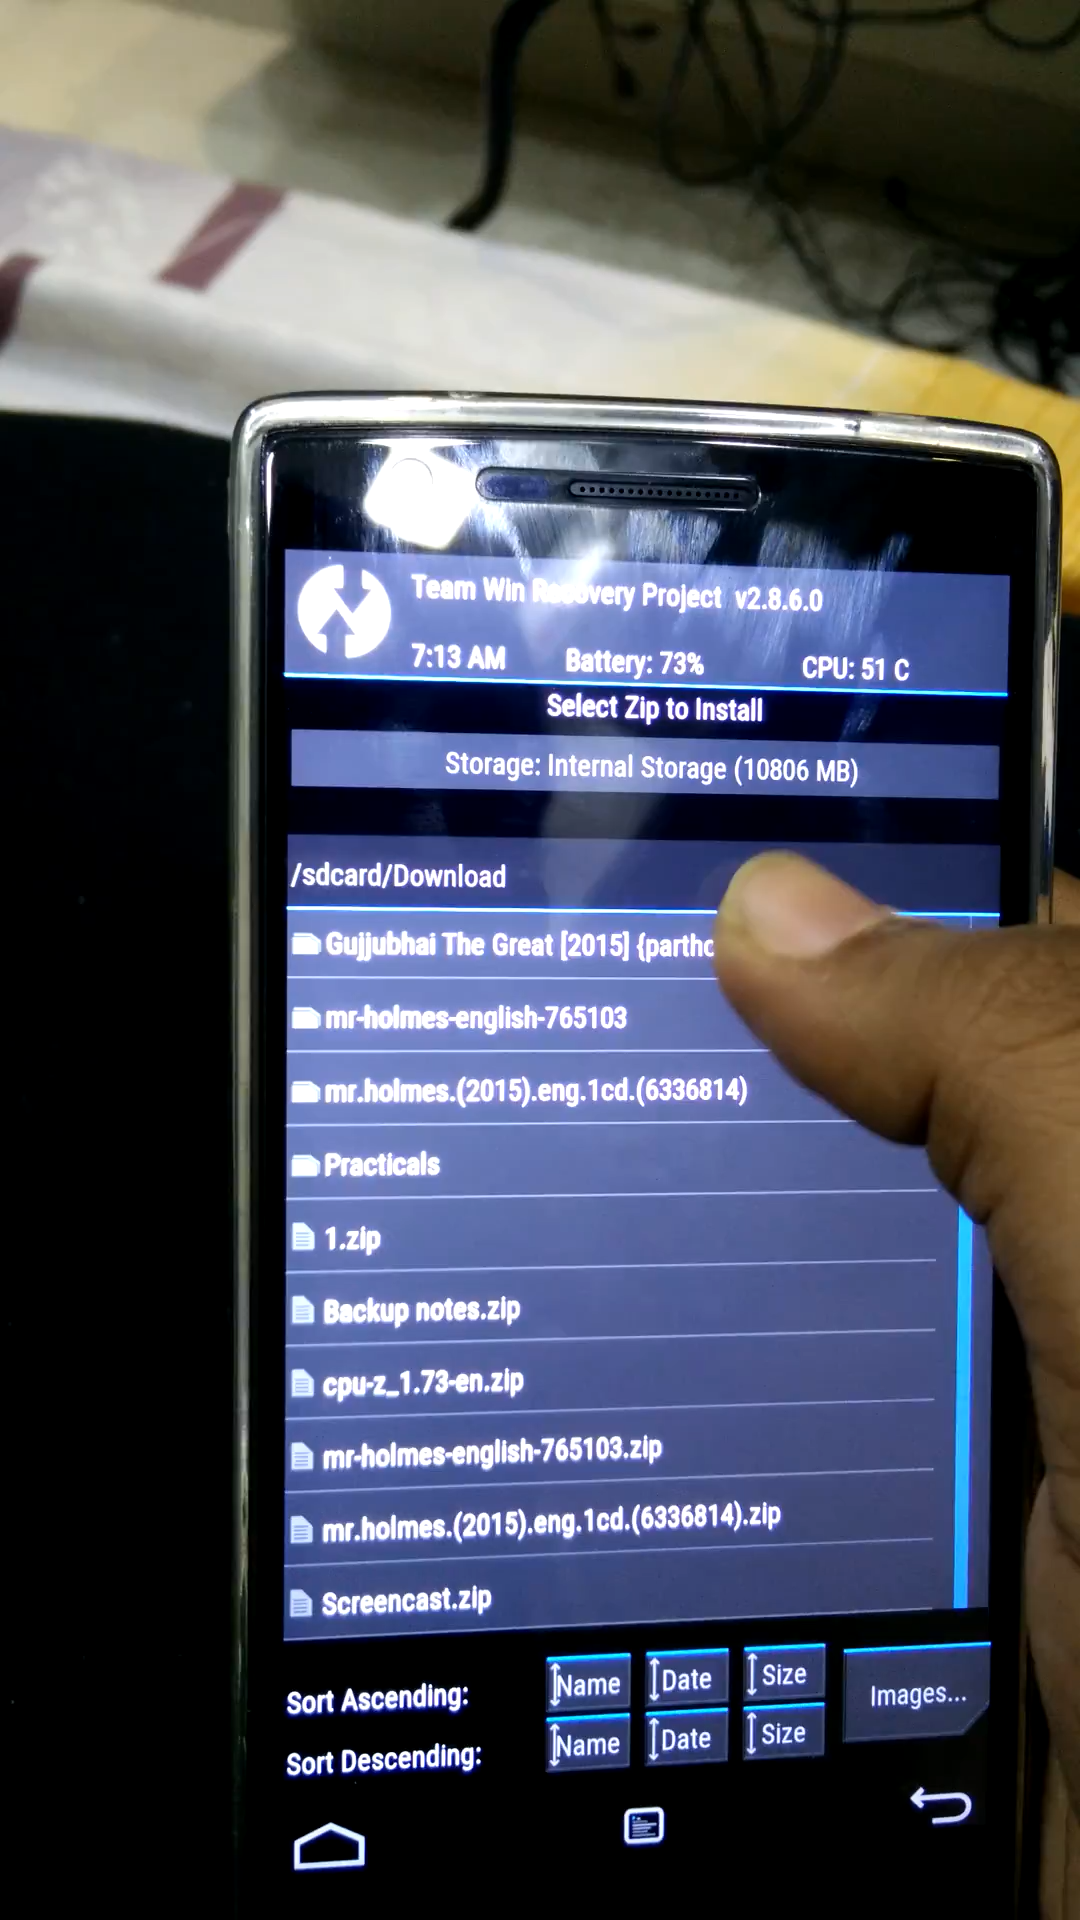 Team Win Recovery Project v2.8.6.0
7:13 AM Battery: 73% CPU: 51 C
Select Zip to Install
Storage: Internal Storage (10806 MB)
/sdcard/Download
Gujjubhai The Great [2015]
mr-holmes-english-765103
mr.holmes.(2015).eng.1cd.(6336814)
Practicals
1.zip
Backup notes.zip
cpu-z_1.73-en.zip
mr-holmes-english-765103.zip
mr.holmes.(2015).eng.1cd.(6336814).zip
Screencast.zip
Sort Ascending: Name Date Size
Images...
Sort Descending: Name Date Size